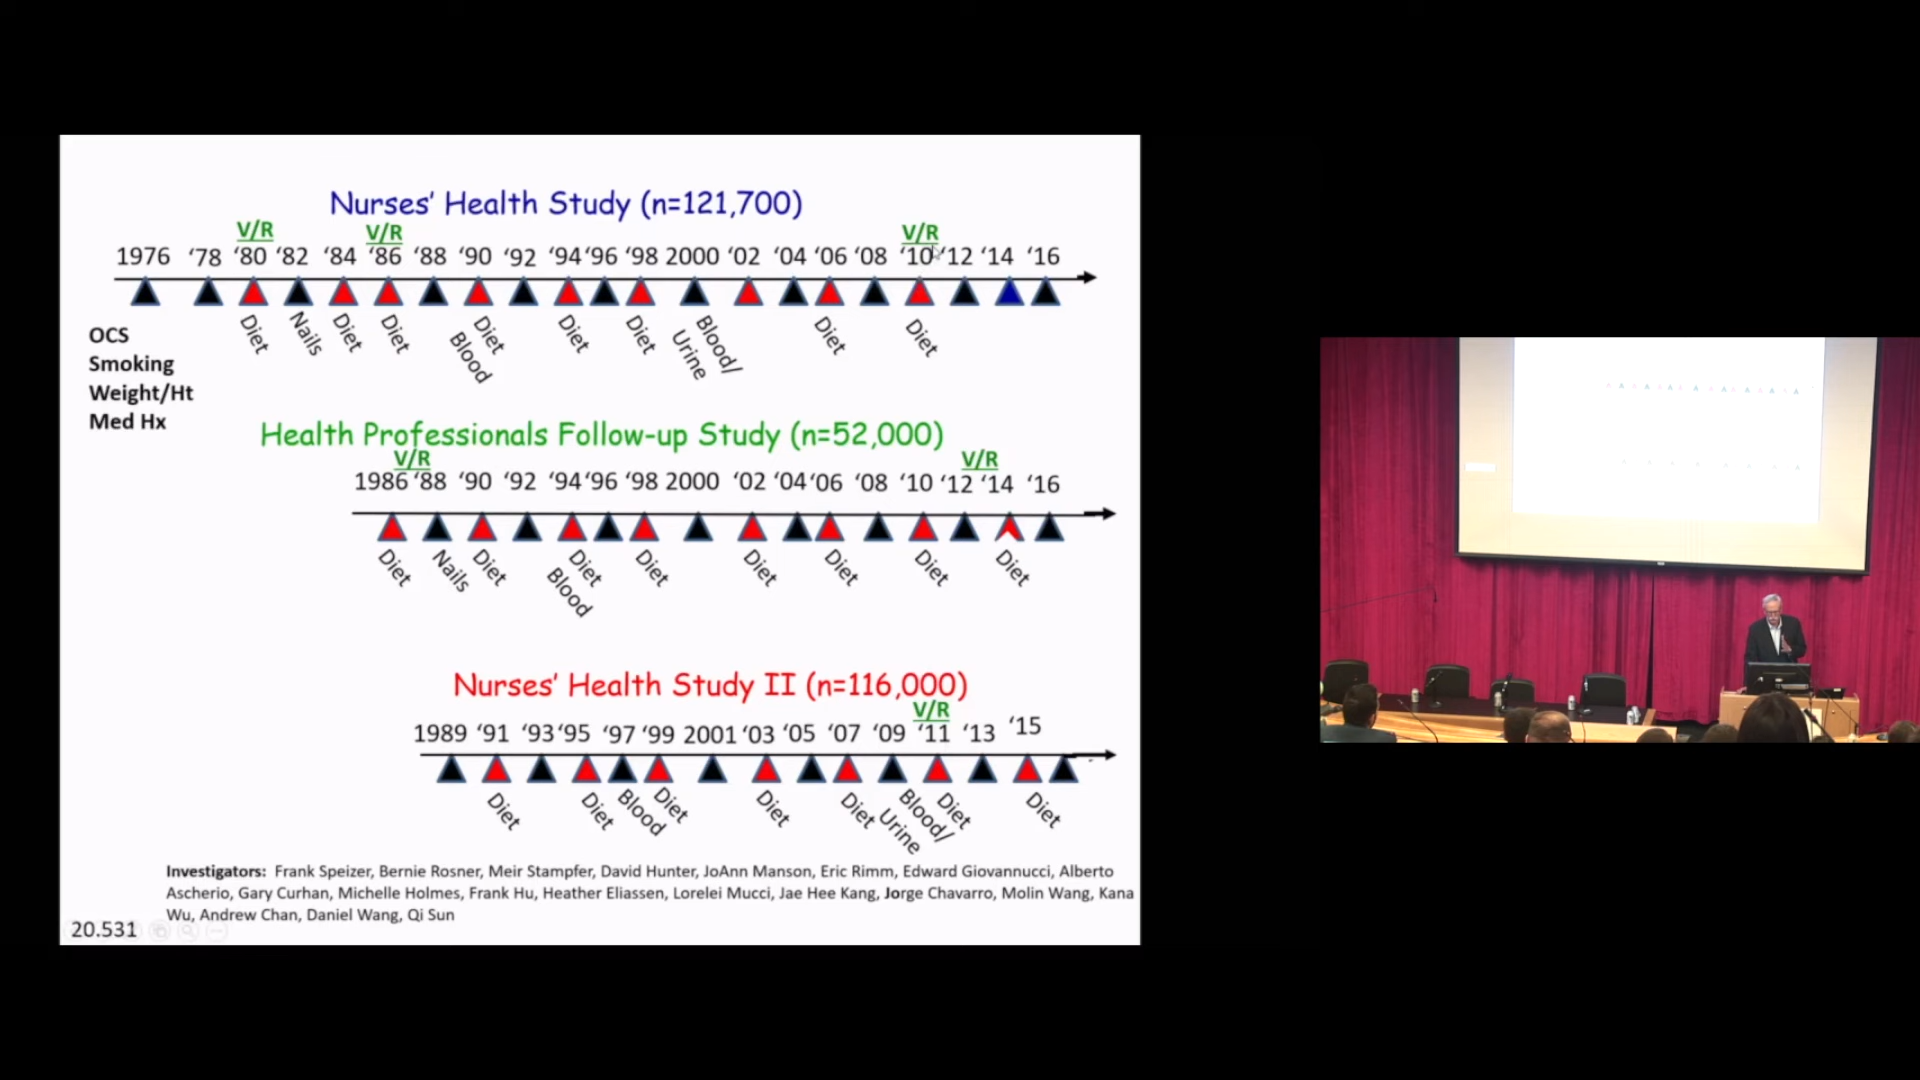 Nurses’ Health Study (n=121,700)
V/R V/R V/R
1976 ‘78 ‘80 ‘82 ‘84 ‘86 ‘88 ‘90 ‘92 ‘94 ‘96 ‘98 2000 ‘02 ‘04 ‘06 ‘08 ‘10 ‘12 ‘14 ‘16
Diet Nails Diet Diet Diet Diet Diet Blood/ Diet Diet
Blood Urine
OCS
Smoking
Weight/Ht
Med Hx
Health Professionals Follow-up Study (n=52,000)
V/R V/R
1986 ‘88 ‘90 ‘92 ‘94 ‘96 ‘98 2000 ‘02 ‘04 ‘06 ‘08 ‘10 ‘12 ‘14 ‘16
Diet Nails Diet Diet Diet Diet Diet Diet Diet
Blood
Nurses’ Health Study II (n=116,000)
V/R
1989 ‘91 ‘93 ‘95 ‘97 ‘99 2001 ‘03 ‘05 ‘07 ‘09 ‘11 ‘13 ‘15
Diet Diet Blood Diet Diet Diet Blood/ Diet Diet
Urine
Investigators: Frank Speizer, Bernie Rosner, Meir Stampfer, David Hunter, JoAnn Manson, Eric Rimm, Edward Giovannucci, Alberto
Ascherio, Gary Curhan, Michelle Holmes, Frank Hu, Heather Eliassen, Lorelei Mucci, Jae Hee Kang, Jorge Chavarro, Molin Wang, Kana
Wu, Andrew Chan, Daniel Wang, Qi Sun
20.531